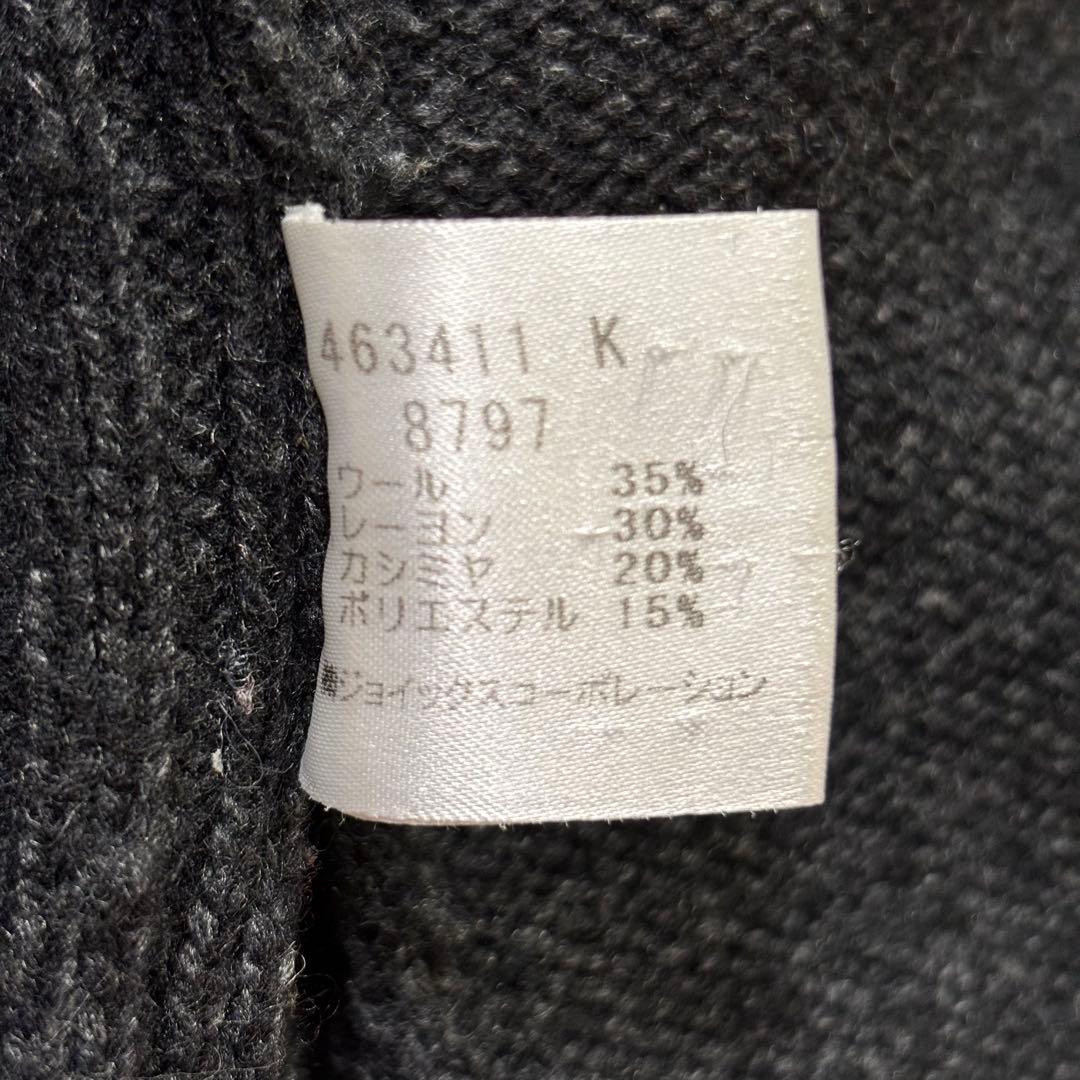 463411 K
8797
ウール 35%
レーヨン 30%
カシミヤ 20%
ポリエステル 15%
㈱ジョイックスコーポレーション